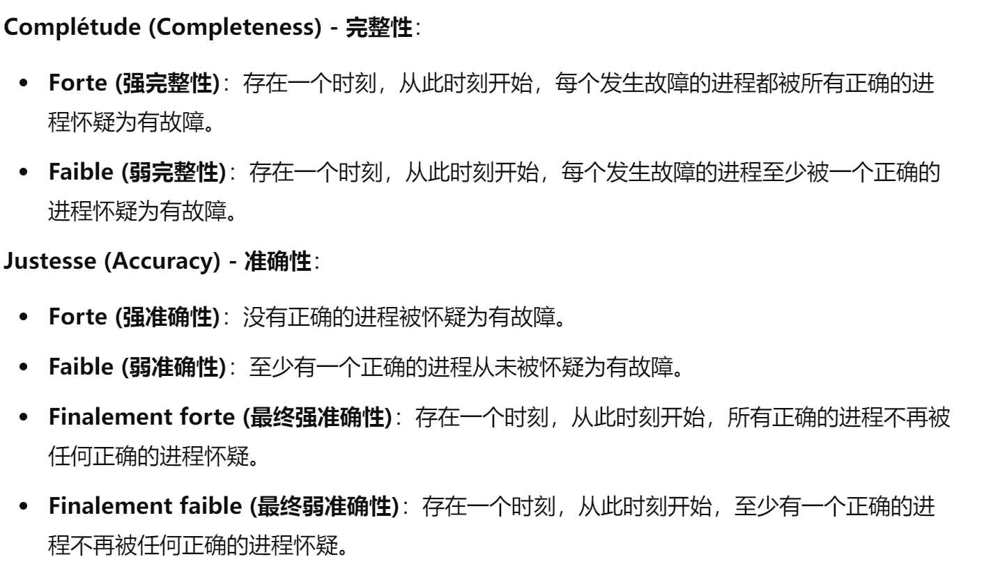 Complétude (Completeness) - 完整性：
• Forte (强完整性)：存在一个时刻，从此时刻开始，每个发生故障的进程都被所有正确的进
程怀疑为有故障。
• Faible (弱完整性)：存在一个时刻，从此时刻开始，每个发生故障的进程至少被一个正确的
进程怀疑为有故障。
Justesse (Accuracy) - 准确性：
• Forte (强准确性)：没有正确的进程被怀疑为有故障。
• Faible (弱准确性)：至少有一个正确的进程从未被怀疑为有故障。
• Finalement forte (最终强准确性)：存在一个时刻，从此时刻开始，所有正确的进程不再被
任何正确的进程怀疑。
• Finalement faible (最终弱准确性)：存在一个时刻，从此时刻开始，至少有一个正确的进
程不再被任何正确的进程怀疑。